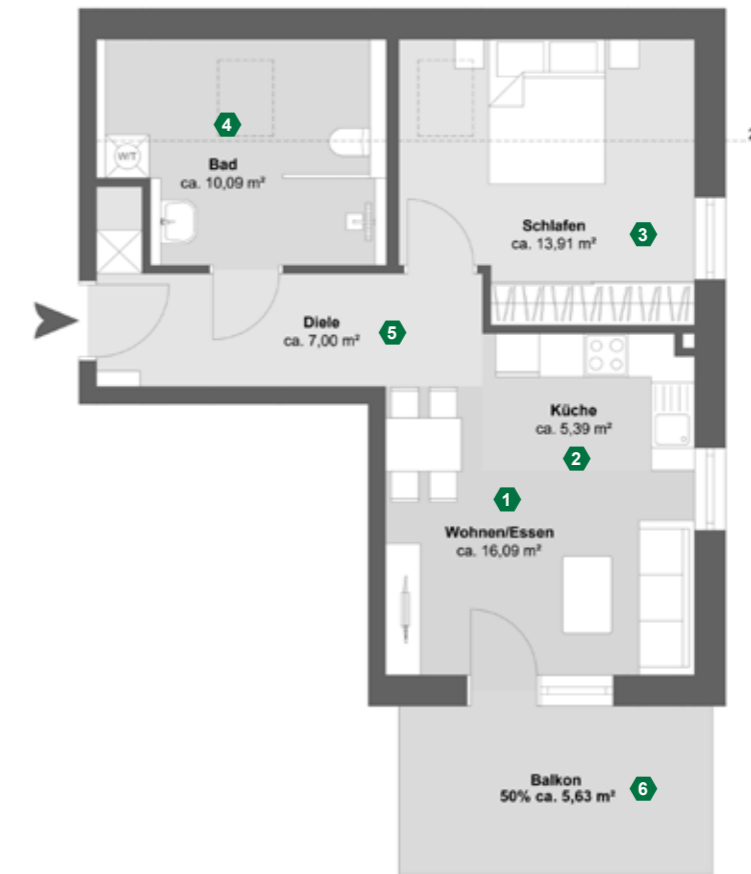 4
Bad
ca. 10,09 m²
W/T
2
Schlafen
ca. 13,91 m²
3
Diele
ca. 7,00 m²
5
Küche
ca. 5,39 m²
2
1
Wohnen/Essen
ca. 16,09 m²
Balkon
50% ca. 5,63 m²
6